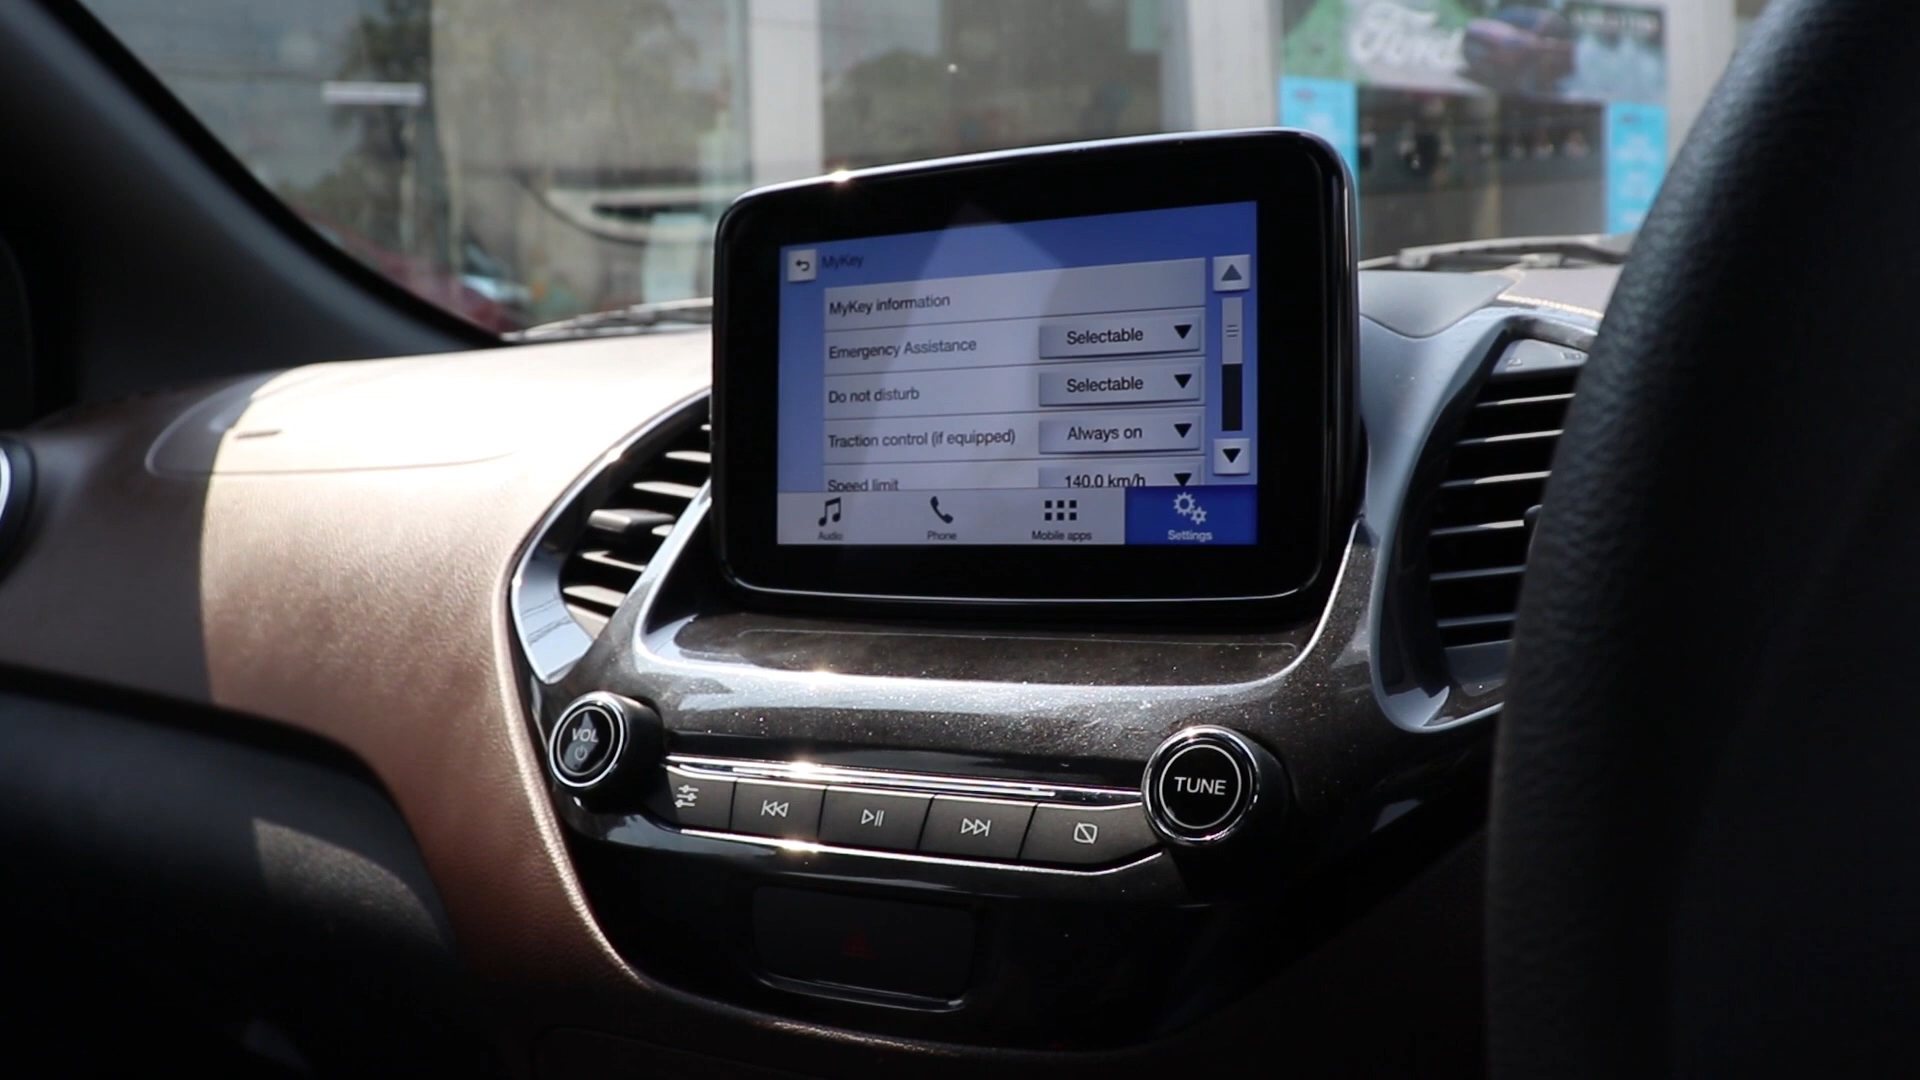 Ford
MyKey
MyKey information
Emergency Assistance Selectable
Do not disturb Selectable
Traction control (if equipped) Always on
Speed limit 140.0 km/h
Audio Phone Mobile apps Settings
VOL
TUNE